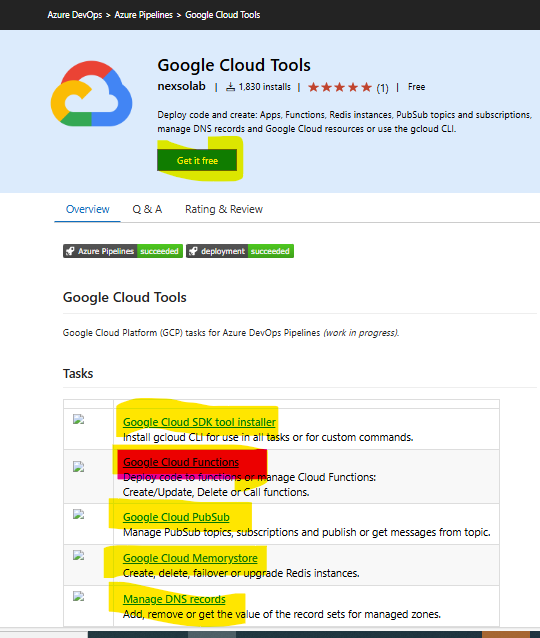 Azure DevOps > Azure Pipelines > Google Cloud Tools
Google Cloud Tools
nexsolab | 1,830 installs | ★★★★★ (1) | Free
Deploy code and create: Apps, Functions, Redis instances, PubSub topics and subscriptions,
manage DNS records and Google Cloud resources or use the gcloud CLI.
Get it free
Overview Q & A Rating & Review
Azure Pipelines succeeded deployment succeeded
Google Cloud Tools
Google Cloud Platform (GCP) tasks for Azure DevOps Pipelines (work in progress).
Tasks
Google Cloud SDK tool installer
Install gcloud CLI for use in all tasks or for custom commands.
Google Cloud Functions
Deploy code to functions or manage Cloud Functions:
Create/Update, Delete or Call functions.
Google Cloud PubSub
Manage PubSub topics, subscriptions and publish or get messages from topic.
Google Cloud Memorystore
Create, delete, failover or upgrade Redis instances.
Manage DNS records
Add, remove or get the value of the record sets for managed zones.